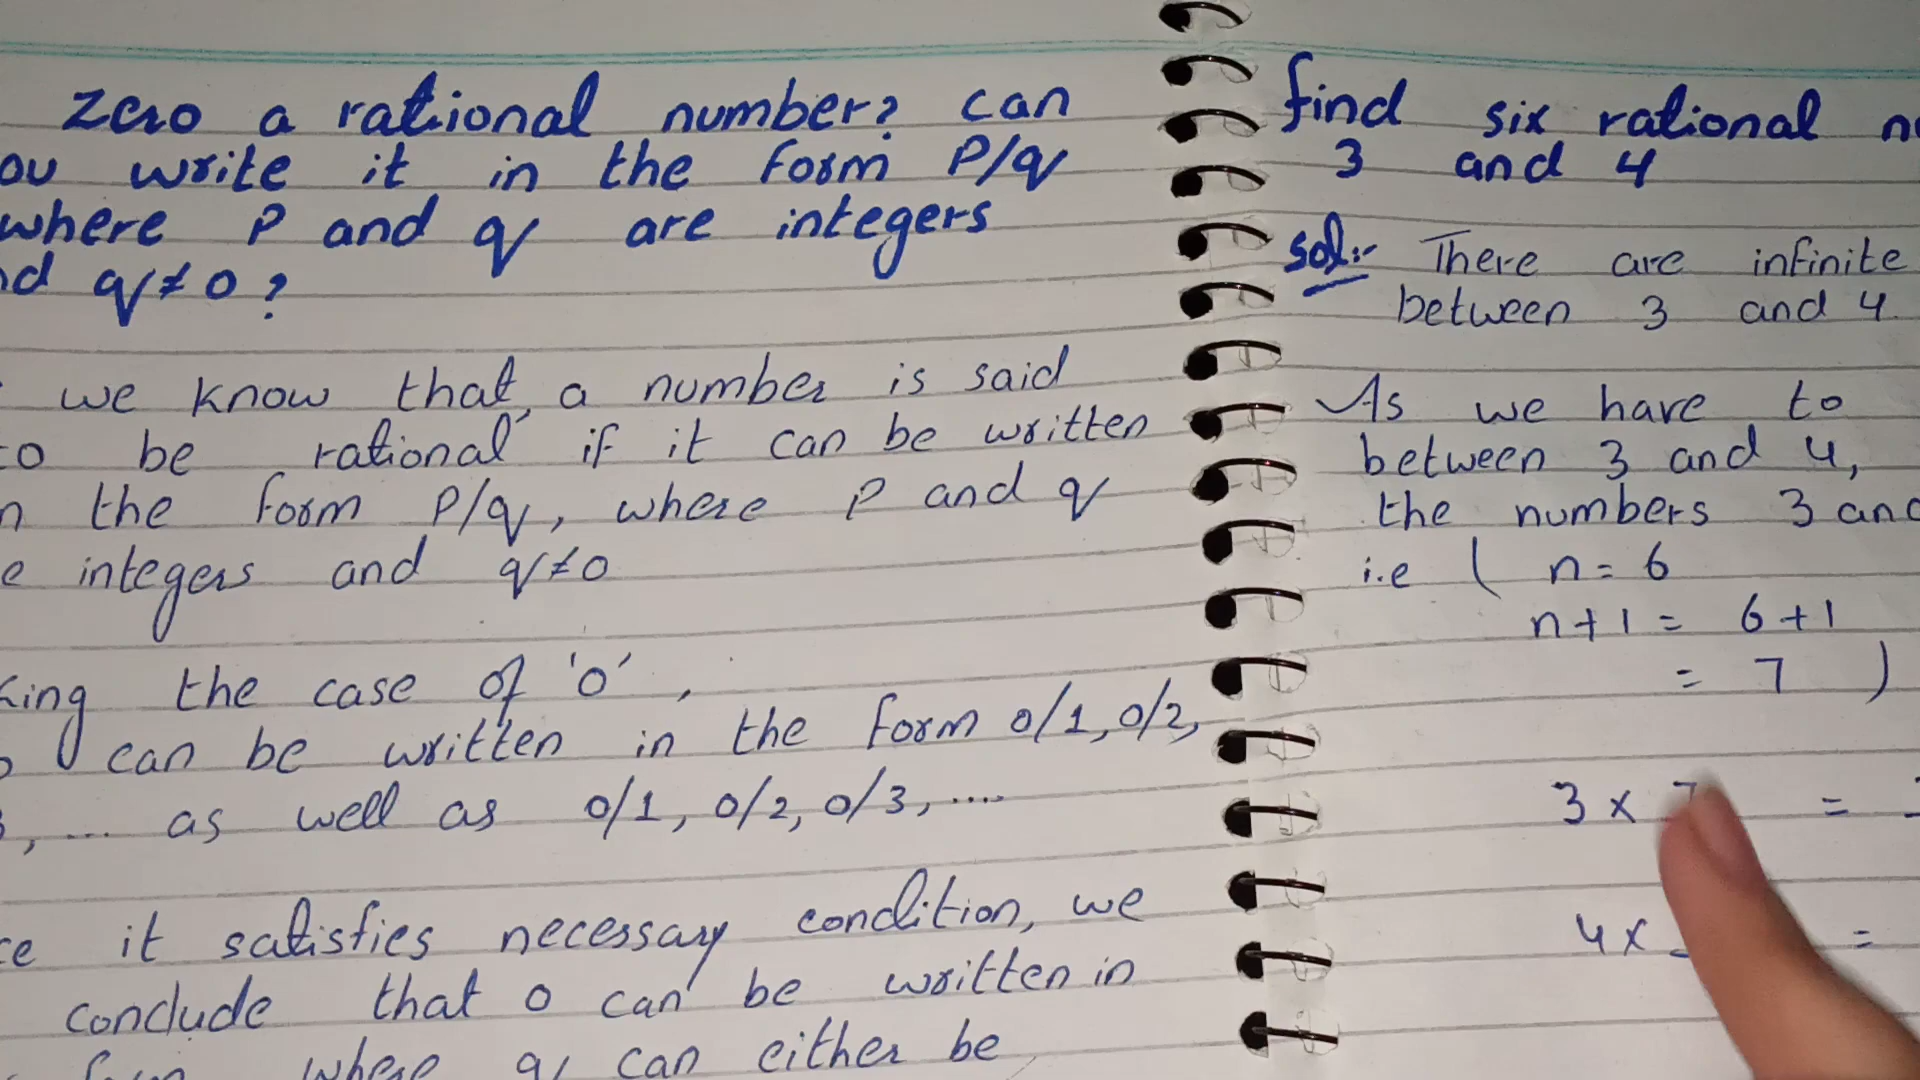 zero a rational number? can
ou write it in the form P/q
where P and q are integers
nd q≠0?
we know that, a number is said
to be rational if it can be written
n the form P/q, where P and q
e integers and q≠0
king the case of '0',
can be written in the form 0/1, 0/2,
3, ... as well as 0/1, 0/2, 0/3, ....
ce it satisfies necessary condition, we
conclude that 0 can be written in
form where q can either be
find six rational n
3 and 4
Sol:- There are infinite
between 3 and 4.
As we have to
between 3 and 4,
the numbers 3 and
i.e ( n = 6
n+1 = 6+1
= 7 )
3 ×  =
4 ×  =